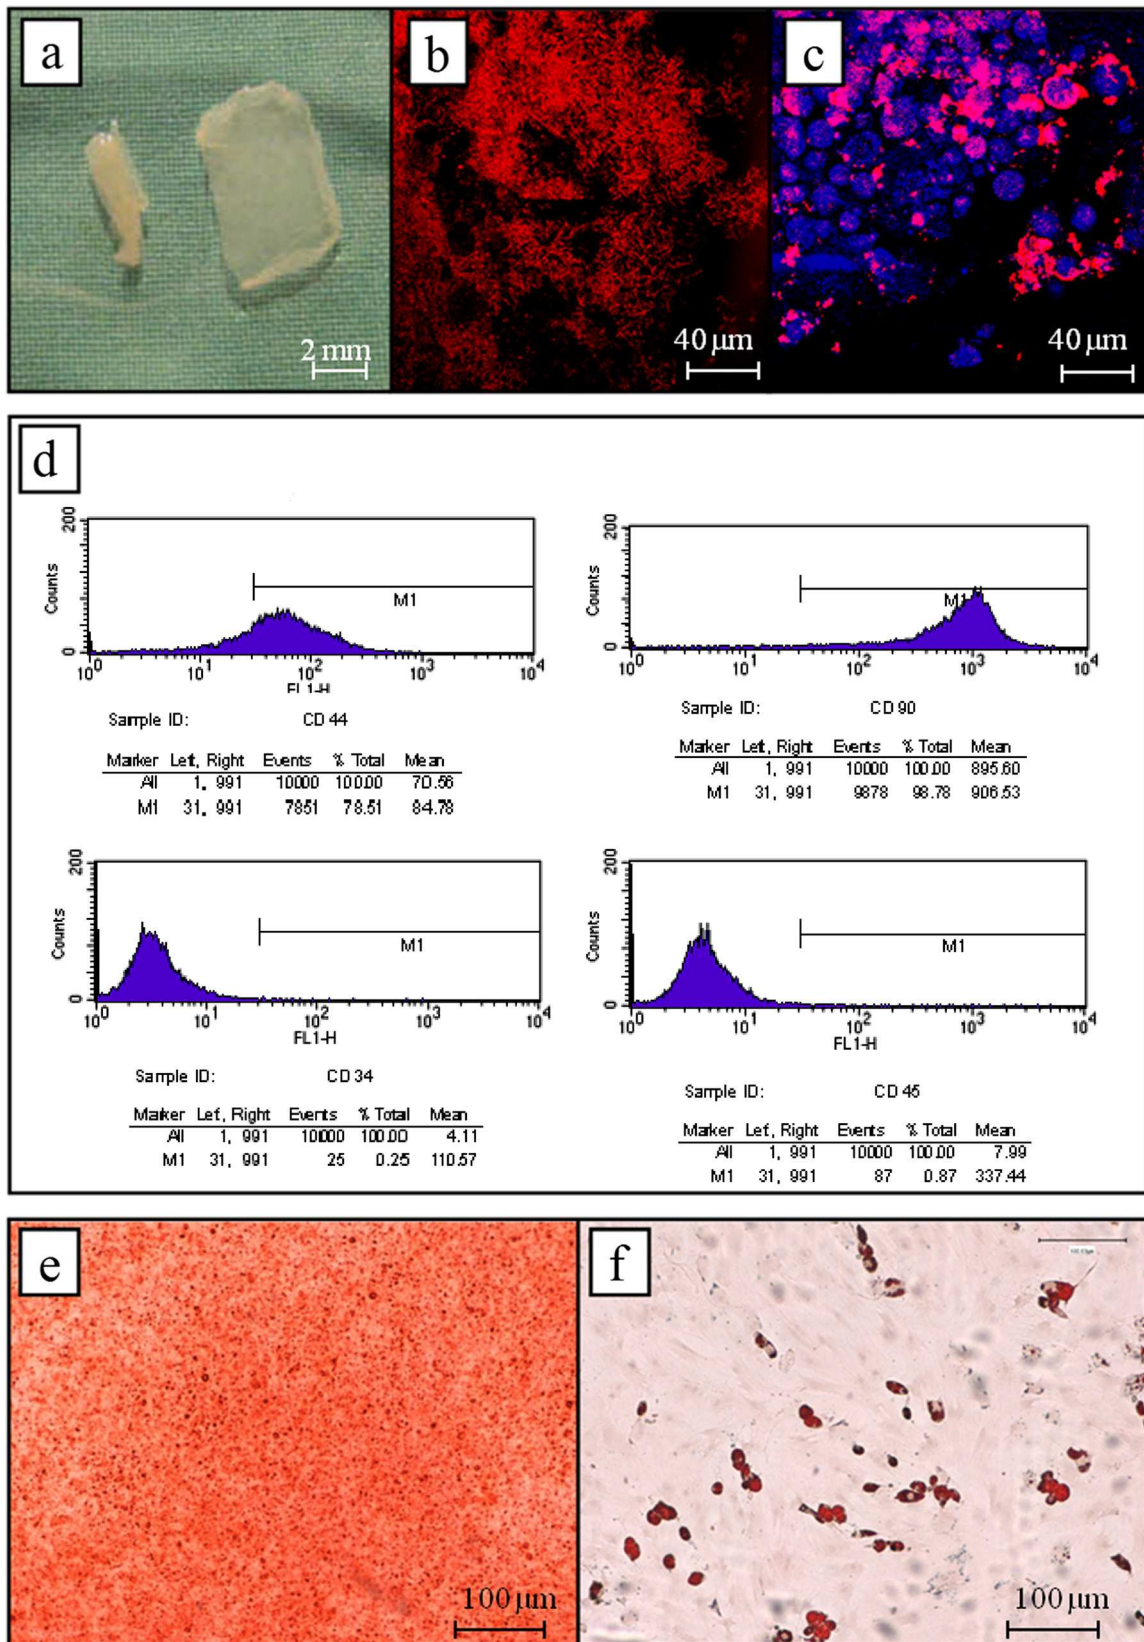 a
b
c
2 mm
40 µm
40 µm
d
200
Counts
0
M1
10^0 10^1 10^2 10^3 10^4
FL1-H
Sample ID: CD 44
Marker Left, Right Events % Total Mean
All 1, 991 10000 100.00 70.56
M1 31, 991 7851 78.51 84.78
200
Counts
0
M1
10^0 10^1 10^2 10^3 10^4
Sample ID: CD 90
Marker Left, Right Events % Total Mean
All 1, 991 10000 100.00 895.60
M1 31, 991 9878 98.78 906.53
200
Counts
0
M1
10^0 10^1 10^2 10^3 10^4
FL1-H
Sample ID: CD 34
Marker Left, Right Events % Total Mean
All 1, 991 10000 100.00 4.11
M1 31, 991 25 0.25 110.57
200
Counts
0
M1
10^0 10^1 10^2 10^3 10^4
FL1-H
Sample ID: CD 45
Marker Left, Right Events % Total Mean
All 1, 991 10000 100.00 7.99
M1 31, 991 87 0.87 337.44
e
f
100 µm
100 µm